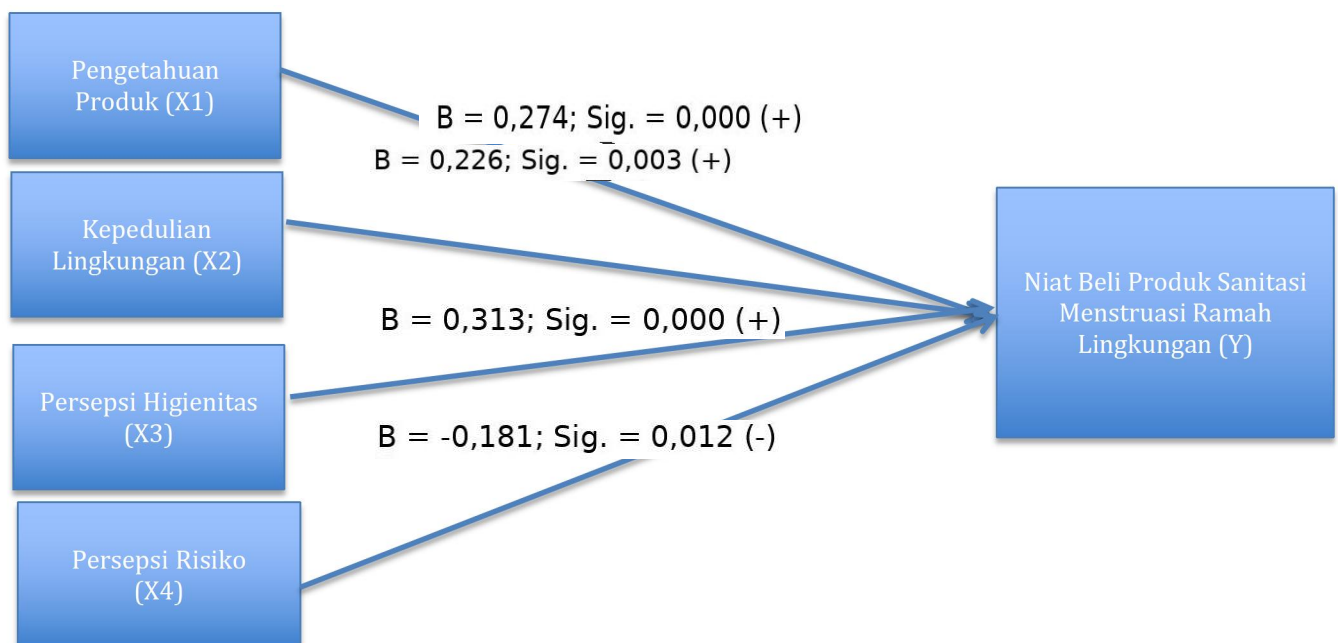 Pengetahuan
Produk (X1)
B = 0,274; Sig. = 0,000 (+)
B = 0,226; Sig. = 0,003 (+)
Kepedulian
Lingkungan (X2)
Niat Beli Produk Sanitasi
Menstruasi Ramah
Lingkungan (Y)
B = 0,313; Sig. = 0,000 (+)
Persepsi Higienitas
(X3)
B = -0,181; Sig. = 0,012 (-)
Persepsi Risiko
(X4)